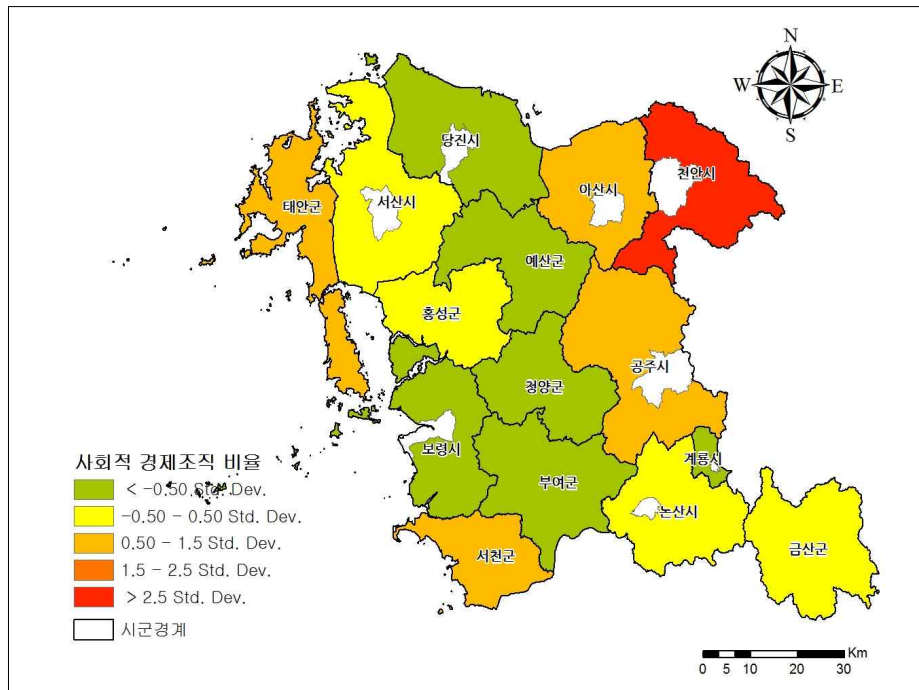 N
W E
S
당진시
천안시
아산시
서산시
태안군
예산군
홍성군
공주시
청양군
보령시
계룡시
부여군
논산시
금산군
서천군
사회적 경제조직 비율
< -0.50 Std. Dev.
-0.50 - 0.50 Std. Dev.
0.50 - 1.5 Std. Dev.
1.5 - 2.5 Std. Dev.
> 2.5 Std. Dev.
시군경계
Km
0 5 10 20 30